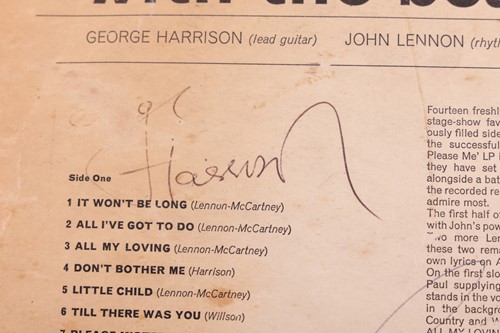 with the bea
GEORGE HARRISON (lead guitar) JOHN LENNON (rhyt
Harrison
Side One
1 IT WON'T BE LONG (Lennon-McCartney)
2 ALL I'VE GOT TO DO (Lennon-McCartney)
3 ALL MY LOVING (Lennon-McCartney)
4 DON'T BOTHER ME (Harrison)
5 LITTLE CHILD (Lennon-McCartney)
6 TILL THERE WAS YOU (Willson)
Fourteen freshl
stage-show fav
ously filled side
the successful
Please Me' LP
they have set
alongside a bat
the recorded re
admire most.
The first half of
with John's pow
Two more Len
these two rema
own lyrics on A
On the first slo
Paul supplying
stands in the vo
in the backgro
Country and W
ALL MY LOVING